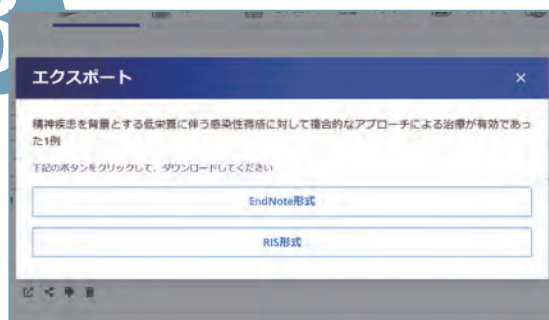 エクスポート ×
精神疾患を背景とする低栄養に伴う感染性褥瘡に対して複合的なアプローチによる治療が有効であっ
た1例
下記のボタンをクリックして、ダウンロードしてください
EndNote形式
RIS形式